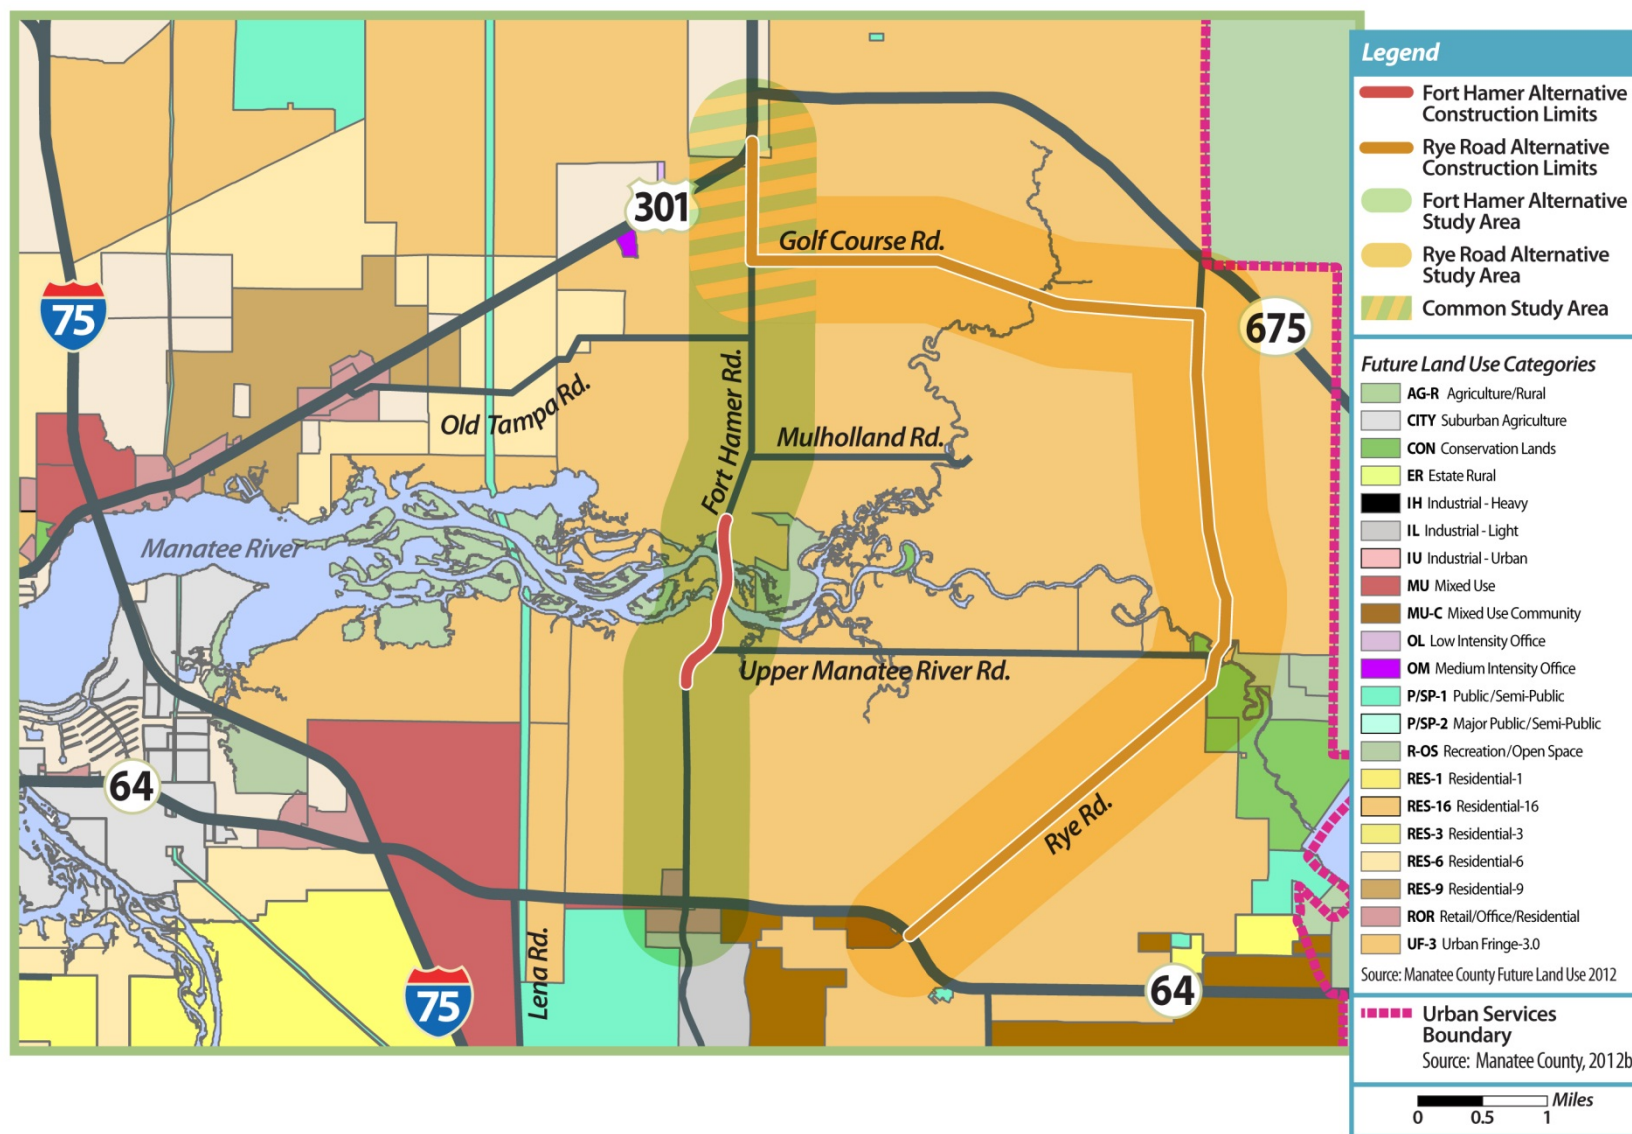 301
Golf Course Rd.
75
675
Old Tampa Rd.
Fort Hamer Rd.
Mulholland Rd.
Manatee River
Upper Manatee River Rd.
64
Rye Rd.
Lena Rd.
75
64
Legend
Fort Hamer Alternative
Construction Limits
Rye Road Alternative
Construction Limits
Fort Hamer Alternative
Study Area
Rye Road Alternative
Study Area
Common Study Area
Future Land Use Categories
AG-R Agriculture/Rural
CITY Suburban Agriculture
CON Conservation Lands
ER Estate Rural
IH Industrial - Heavy
IL Industrial - Light
IU Industrial - Urban
MU Mixed Use
MU-C Mixed Use Community
OL Low Intensity Office
OM Medium Intensity Office
P/SP-1 Public/Semi-Public
P/SP-2 Major Public/Semi-Public
R-OS Recreation/Open Space
RES-1 Residential-1
RES-16 Residential-16
RES-3 Residential-3
RES-6 Residential-6
RES-9 Residential-9
ROR Retail/Office/Residential
UF-3 Urban Fringe-3.0
Source: Manatee County Future Land Use 2012
Urban Services
Boundary
Source: Manatee County, 2012b
Miles
0 0.5 1